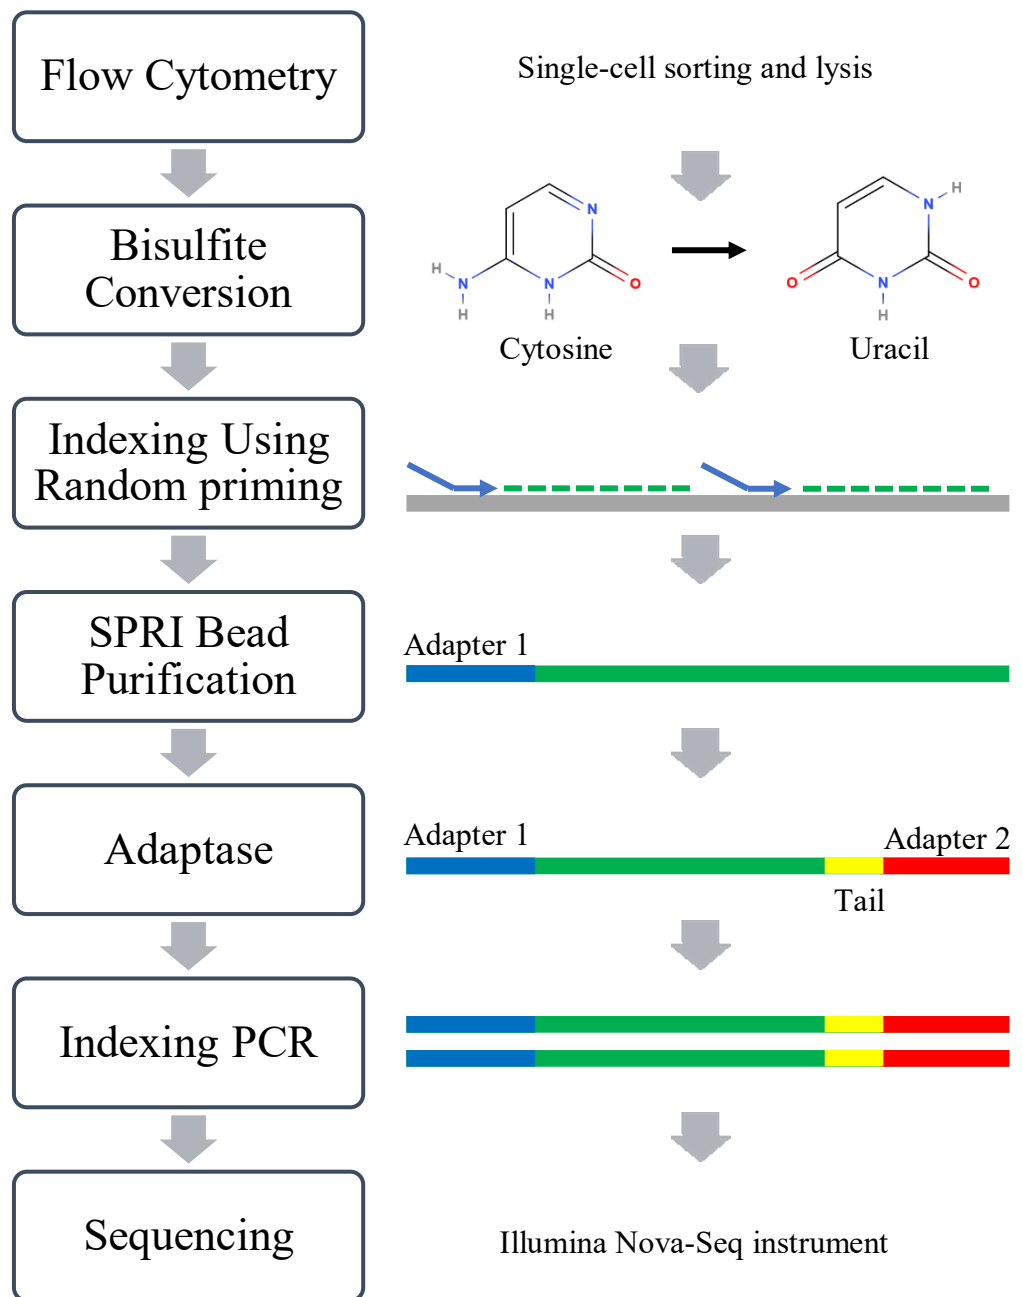 Flow Cytometry
Single-cell sorting and lysis
Bisulfite
Conversion
N
H
N
H
N
H
N
H
O
Cytosine
N
H
O
N
H
O
Uracil
Indexing Using
Random priming
SPRI Bead
Purification
Adapter 1
Adaptase
Adapter 1
Adapter 2
Tail
Indexing PCR
Sequencing
Illumina Nova-Seq instrument